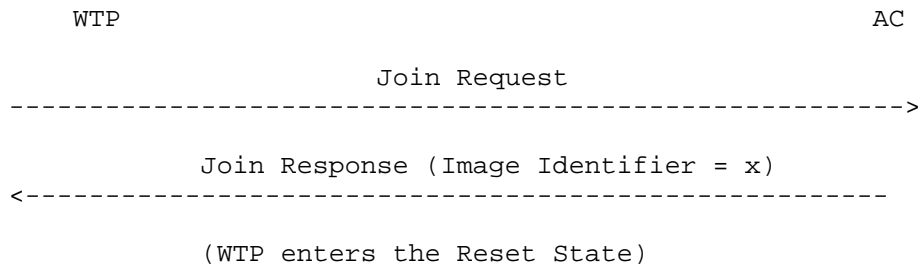 WTP AC
Join Request
-------------------------------------------------------->
Join Response (Image Identifier = x)
<------------------------------------------------------
(WTP enters the Reset State)